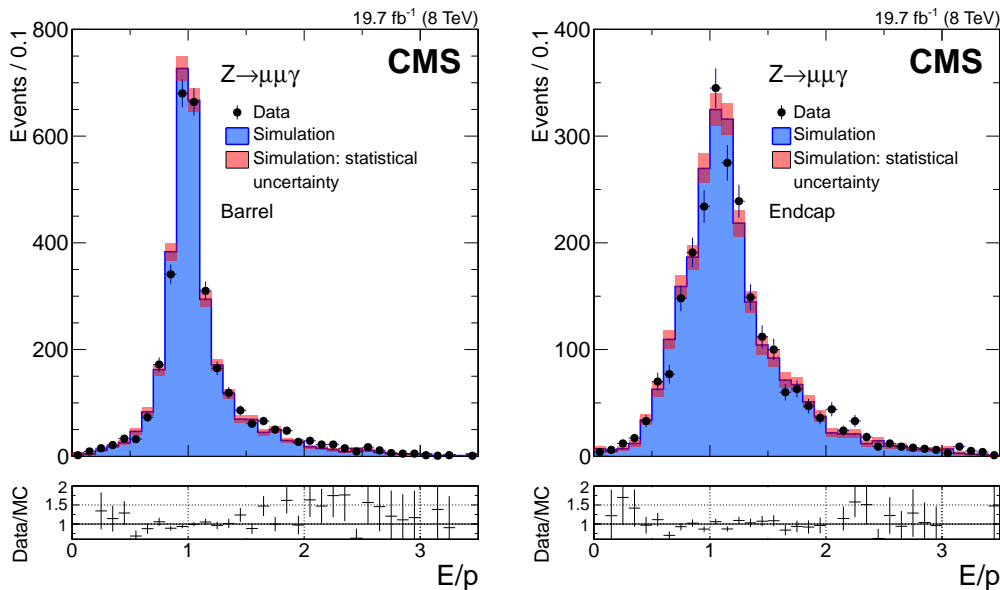 19.7 fb⁻¹ (8 TeV)
CMS
Z→μμγ
Data
Simulation
Simulation: statistical
uncertainty
Barrel
Events / 0.1
800
600
400
200
0
Data/MC
2
1.5
1
0 1 2 3
E/p
19.7 fb⁻¹ (8 TeV)
CMS
Z→μμγ
Data
Simulation
Simulation: statistical
uncertainty
Endcap
Events / 0.1
400
300
200
100
0
Data/MC
2
1.5
1
0 1 2 3
E/p